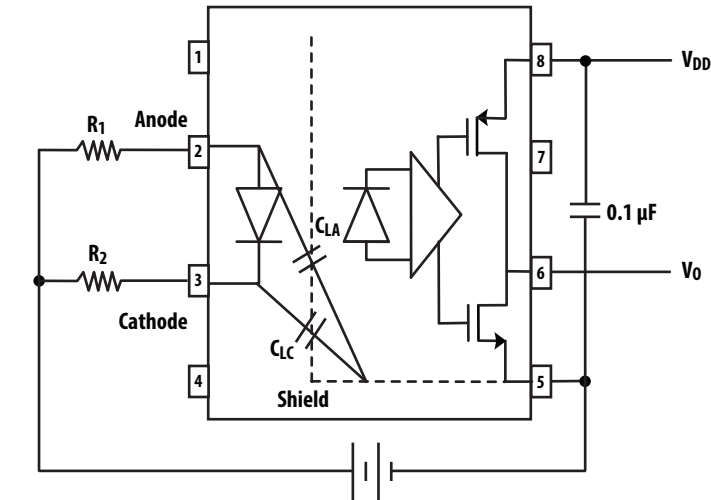 1
8
V_DD
R₁
Anode
2
7
C_LA
0.1 µF
R₂
3
6
V_O
Cathode
C_LC
4
5
Shield